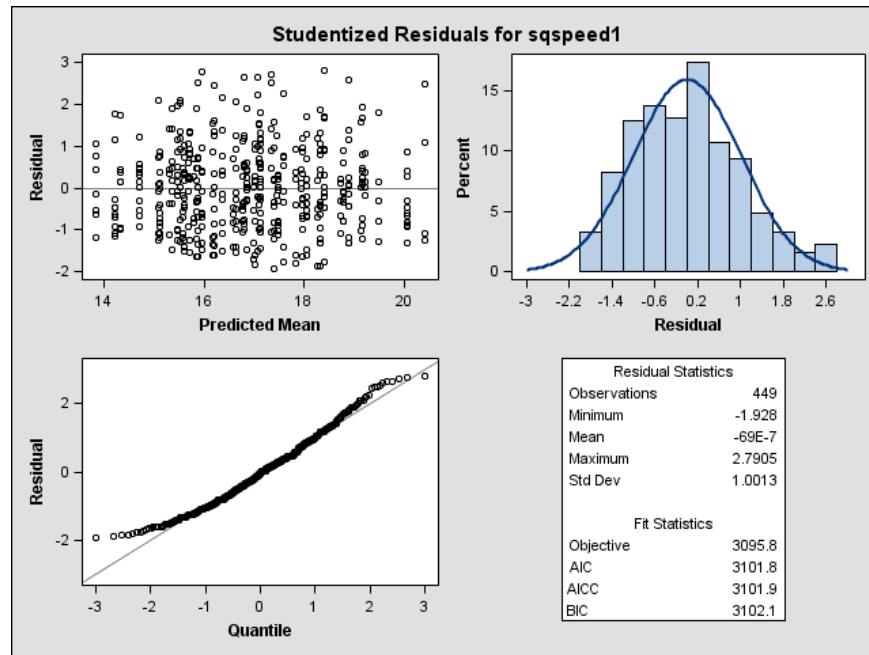 Studentized Residuals for sqspeed1
3
2
1
0
-1
-2
Residual
14 16 18 20
Predicted Mean
15
10
5
0
Percent
-3 -2.2 -1.4 -0.6 0.2 1 1.8 2.6
Residual
2
0
-2
Residual
-3 -2 -1 0 1 2 3
Quantile
Residual Statistics
Observations 449
Minimum -1.928
Mean -69E-7
Maximum 2.7905
Std Dev 1.0013
Fit Statistics
Objective 3095.8
AIC 3101.8
AICC 3101.9
BIC 3102.1